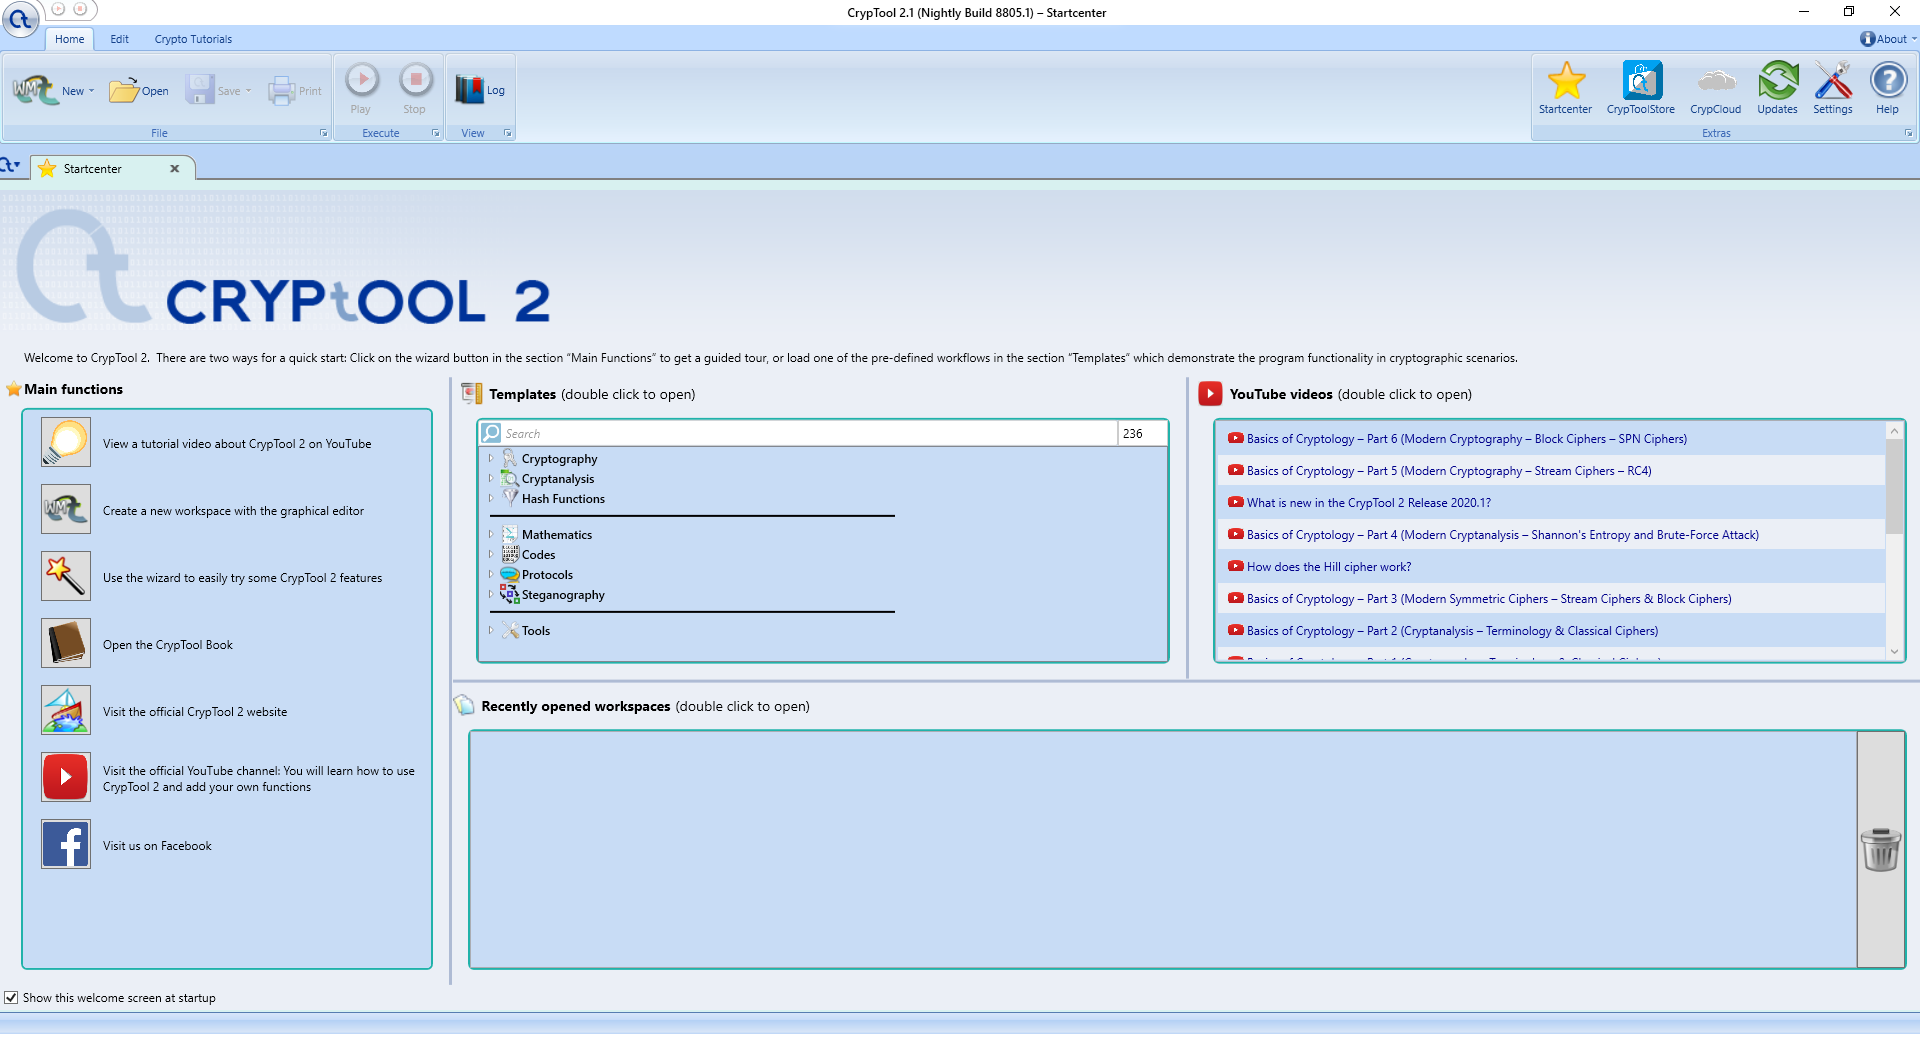 CrypTool 2.1 (Nightly Build 8805.1) – Startcenter
Home Edit Crypto Tutorials About
New Open Save Print
Play Stop
Log
Startcenter CrypToolStore CrypCloud Updates Settings Help
File Execute View Extras
Startcenter
CRYPtOOL 2
Welcome to CrypTool 2.  There are two ways for a quick start: Click on the wizard button in the section “Main Functions” to get a guided tour, or load one of the pre-defined workflows in the section “Templates” which demonstrate the program functionality in cryptographic scenarios.
Main functions
View a tutorial video about CrypTool 2 on YouTube
Create a new workspace with the graphical editor
Use the wizard to easily try some CrypTool 2 features
Open the CrypTool Book
Visit the official CrypTool 2 website
Visit the official YouTube channel: You will learn how to use
CrypTool 2 and add your own functions
Visit us on Facebook
Templates (double click to open)
Search 236
Cryptography
Cryptanalysis
Hash Functions
Mathematics
Codes
Protocols
Steganography
Tools
YouTube videos (double click to open)
Basics of Cryptology – Part 6 (Modern Cryptography – Block Ciphers – SPN Ciphers)
Basics of Cryptology – Part 5 (Modern Cryptography – Stream Ciphers – RC4)
What is new in the CrypTool 2 Release 2020.1?
Basics of Cryptology – Part 4 (Modern Cryptanalysis – Shannon's Entropy and Brute-Force Attack)
How does the Hill cipher work?
Basics of Cryptology – Part 3 (Modern Symmetric Ciphers – Stream Ciphers & Block Ciphers)
Basics of Cryptology – Part 2 (Cryptanalysis – Terminology & Classical Ciphers)
Recently opened workspaces (double click to open)
Show this welcome screen at startup